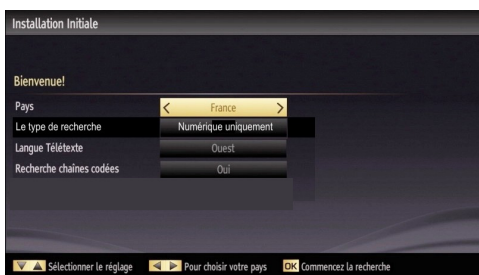 Installation Initiale
Bienvenue!
Pays < France >
Le type de recherche Numérique uniquement
Langue Télétexte Ouest
Recherche chaînes codées Oui
Sélectionner le réglage Pour choisir votre pays OK Commencez la recherche